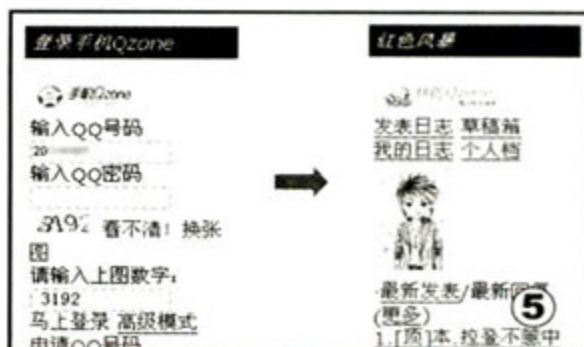 登录手机Qzone
手机Qzone
输入QQ号码
20
输入QQ密码
3192 看不清！换张
图
请输入上图数字：
3192
马上登录 高级模式
申请QQ号码
红色风暴
发表日志 草稿箱
我的日志 个人档
·最新发表/最新回复
(更多)
⑤
1.[顶]本.拉登不能中